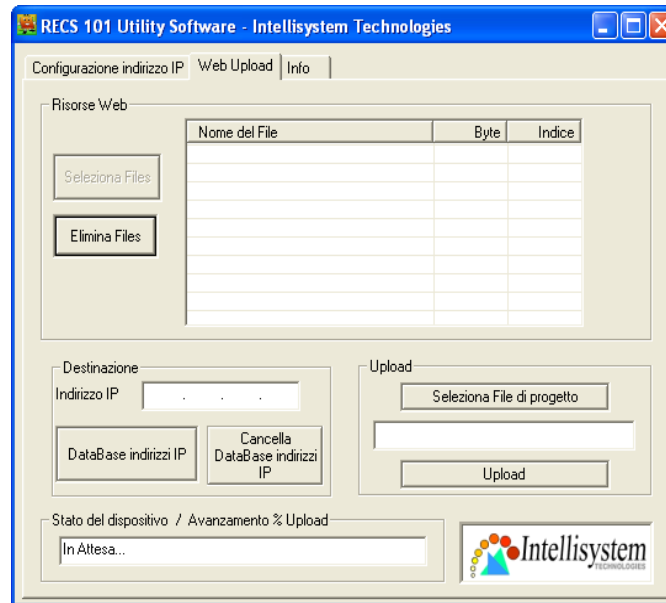 RECS 101 Utility Software - Intellisystem Technologies
Configurazione indirizzo IP Web Upload Info
Risorse Web
Nome del File Byte Indice
Seleziona Files
Elimina Files
Destinazione
Indirizzo IP . . .
DataBase indirizzi IP
Cancella
DataBase indirizzi
IP
Upload
Seleziona File di progetto
Upload
Stato del dispositivo / Avanzamento % Upload
In Attesa...
Intellisystem
TECHNOLOGIES